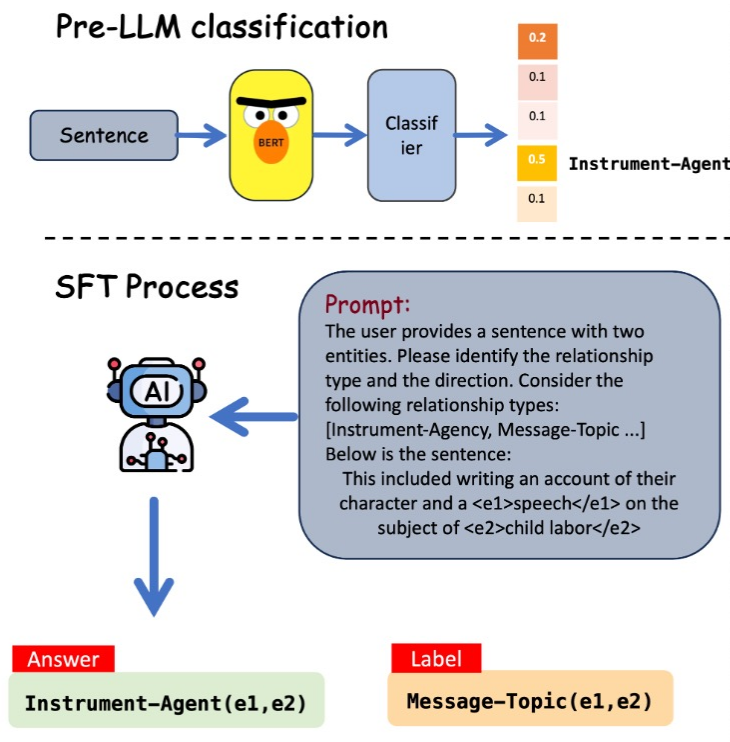 Pre-LLM classification
0.2
0.1
0.1
0.5
0.1
Sentence
BERT
Classif
ier
Instrument-Agent
SFT Process
Prompt:
The user provides a sentence with two
entities. Please identify the relationship
type and the direction. Consider the
following relationship types:
[Instrument-Agency, Message-Topic ...]
Below is the sentence:
This included writing an account of their
character and a <e1>speech</e1> on the
subject of <e2>child labor</e2>
AI
Answer
Instrument-Agent(e1,e2)
Label
Message-Topic(e1,e2)